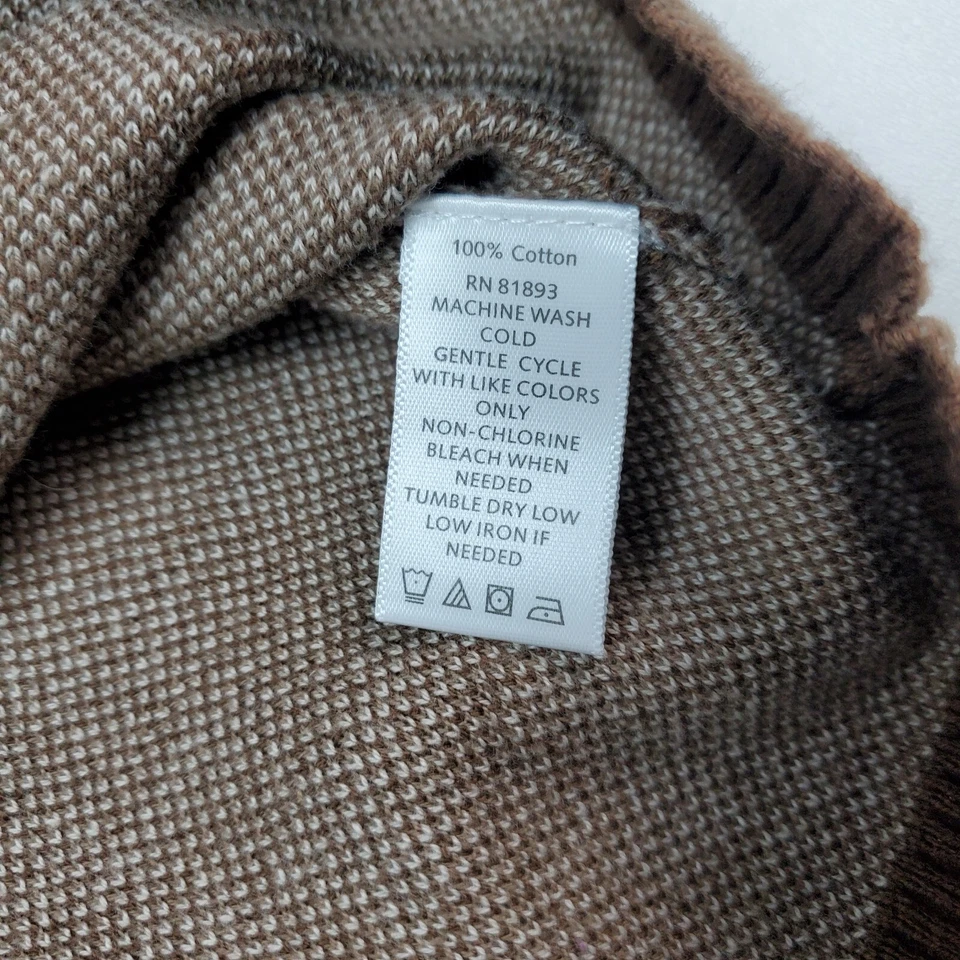 100% Cotton
RN 81893
MACHINE WASH
COLD
GENTLE CYCLE
WITH LIKE COLORS
ONLY
NON-CHLORINE
BLEACH WHEN
NEEDED
TUMBLE DRY LOW
LOW IRON IF
NEEDED